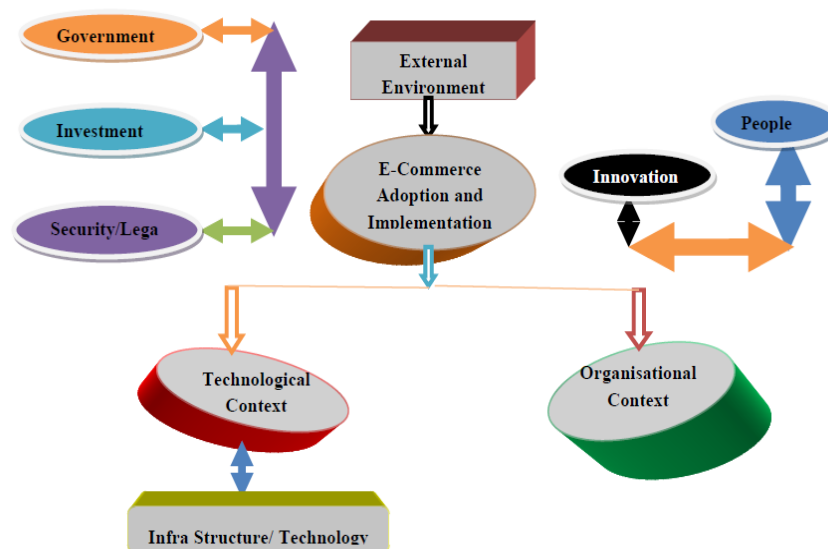 Government
External
Environment
Investment
People
E-Commerce
Adoption and
Implementation
Innovation
Security/Lega
Technological
Context
Organisational
Context
Infra Structure/ Technology